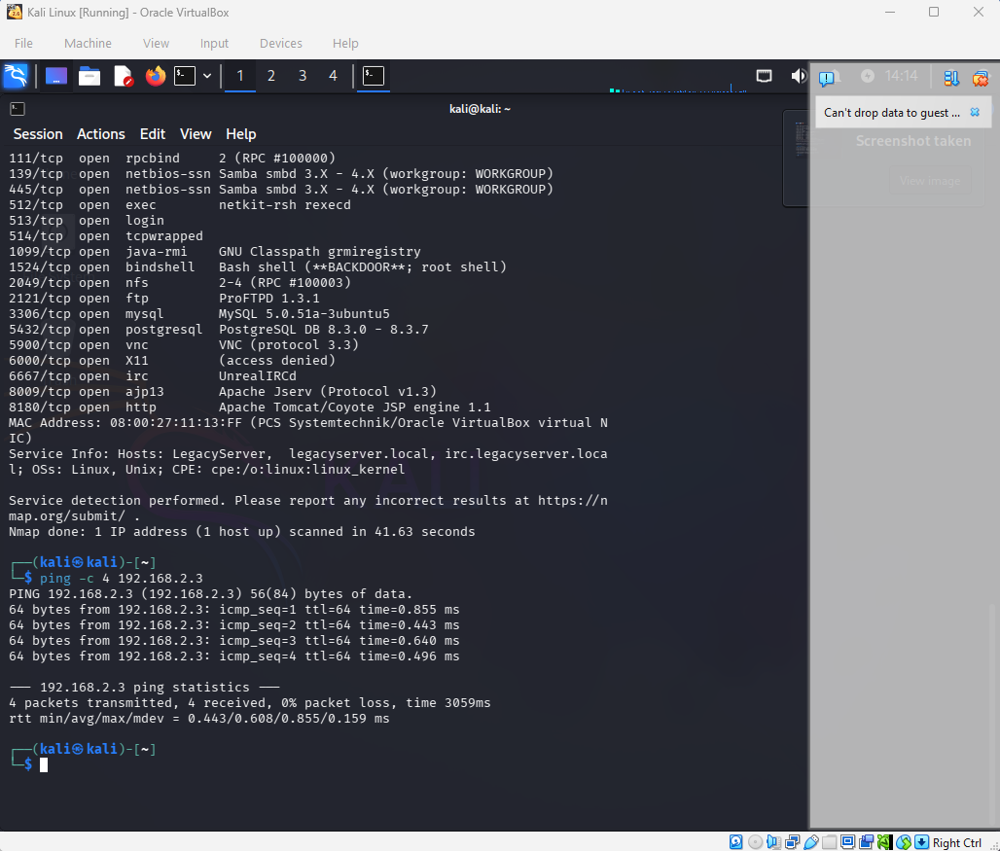 Kali Linux [Running] - Oracle VirtualBox
File Machine View Input Devices Help
1 2 3 4 14:14
kali@kali: ~
Can't drop data to guest ...
Session Actions Edit View Help
Screenshot taken
View image
111/tcp open rpcbind 2 (RPC #100000)
139/tcp open netbios-ssn Samba smbd 3.X - 4.X (workgroup: WORKGROUP)
445/tcp open netbios-ssn Samba smbd 3.X - 4.X (workgroup: WORKGROUP)
512/tcp open exec netkit-rsh rexecd
513/tcp open login
514/tcp open tcpwrapped
1099/tcp open java-rmi GNU Classpath grmiregistry
1524/tcp open bindshell Bash shell (**BACKDOOR**; root shell)
2049/tcp open nfs 2-4 (RPC #100003)
2121/tcp open ftp ProFTPD 1.3.1
3306/tcp open mysql MySQL 5.0.51a-3ubuntu5
5432/tcp open postgresql PostgreSQL DB 8.3.0 - 8.3.7
5900/tcp open vnc VNC (protocol 3.3)
6000/tcp open X11 (access denied)
6667/tcp open irc UnrealIRCd
8009/tcp open ajp13 Apache Jserv (Protocol v1.3)
8180/tcp open http Apache Tomcat/Coyote JSP engine 1.1
MAC Address: 08:00:27:11:13:FF (PCS Systemtechnik/Oracle VirtualBox virtual N
IC)
Service Info: Hosts: LegacyServer, legacyserver.local, irc.legacyserver.loca
l; OSs: Linux, Unix; CPE: cpe:/o:linux:linux_kernel
Service detection performed. Please report any incorrect results at https://n
map.org/submit/ .
Nmap done: 1 IP address (1 host up) scanned in 41.63 seconds
┌──(kali㉿kali)-[~]
└─$ ping -c 4 192.168.2.3
PING 192.168.2.3 (192.168.2.3) 56(84) bytes of data.
64 bytes from 192.168.2.3: icmp_seq=1 ttl=64 time=0.855 ms
64 bytes from 192.168.2.3: icmp_seq=2 ttl=64 time=0.443 ms
64 bytes from 192.168.2.3: icmp_seq=3 ttl=64 time=0.640 ms
64 bytes from 192.168.2.3: icmp_seq=4 ttl=64 time=0.496 ms
--- 192.168.2.3 ping statistics ---
4 packets transmitted, 4 received, 0% packet loss, time 3059ms
rtt min/avg/max/mdev = 0.443/0.608/0.855/0.159 ms
┌──(kali㉿kali)-[~]
└─$
Right Ctrl